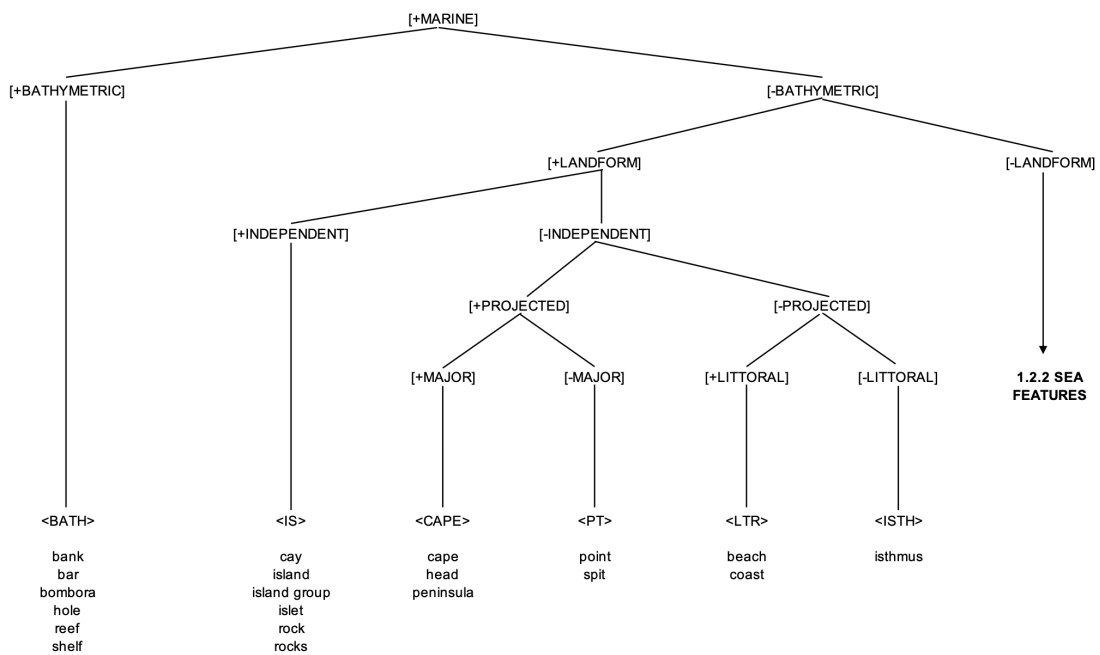 [+MARINE]
[+BATHYMETRIC] [-BATHYMETRIC]
[+LANDFORM] [-LANDFORM]
[+INDEPENDENT] [-INDEPENDENT]
[+PROJECTED] [-PROJECTED]
[+MAJOR] [-MAJOR] [+LITTORAL] [-LITTORAL] 1.2.2 SEA
FEATURES
<BATH> <IS> <CAPE> <PT> <LTR> <ISTH>
bank cay cape point beach isthmus
bar island head spit coast
bombora island group peninsula
hole islet
reef rock
shelf rocks